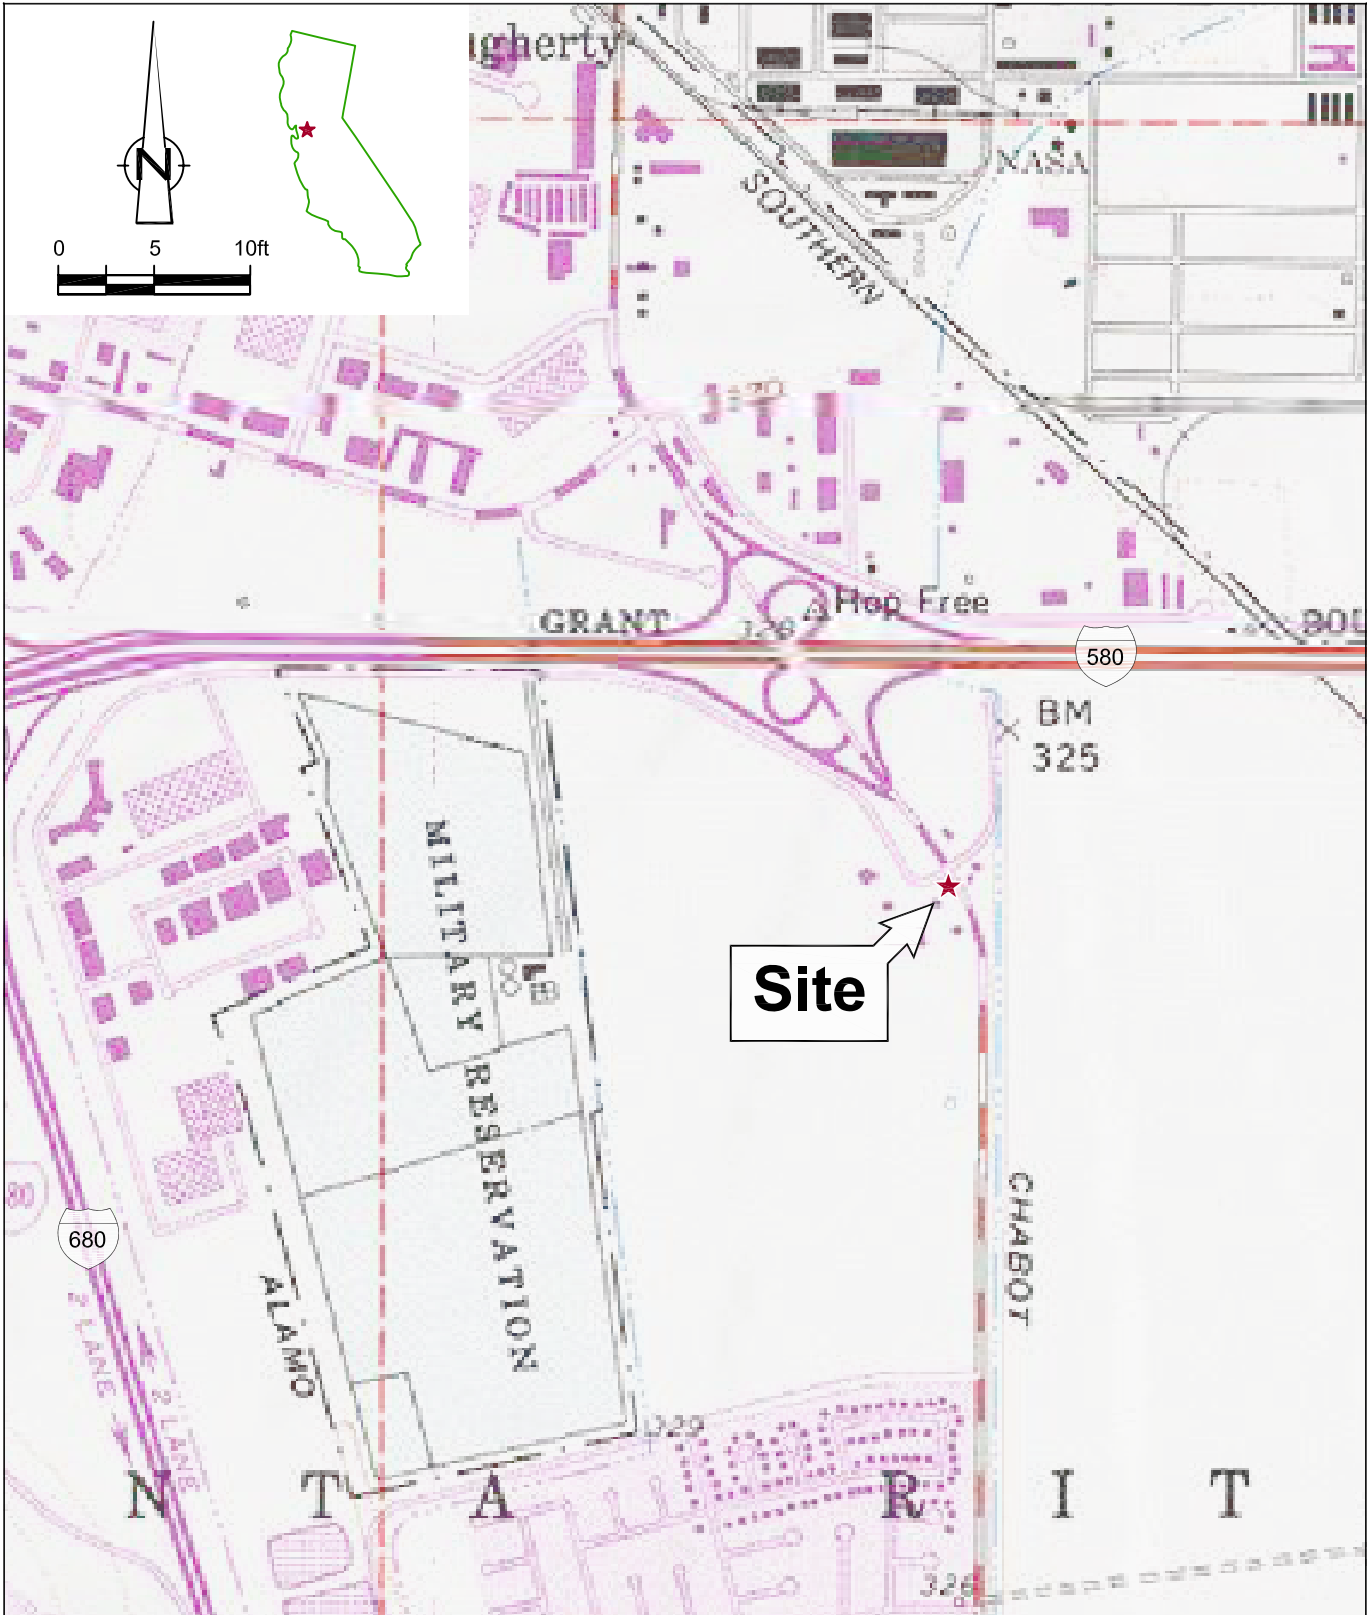 N
0 5 10ft
gherty
NASA
SOUTHERN
Hop Free
GRANT
580
BM
325
MILITARY RESERVATION
Site
CHABOT
680
ALAMO
2 LANE
2 LANE
329
N T A R I T
326